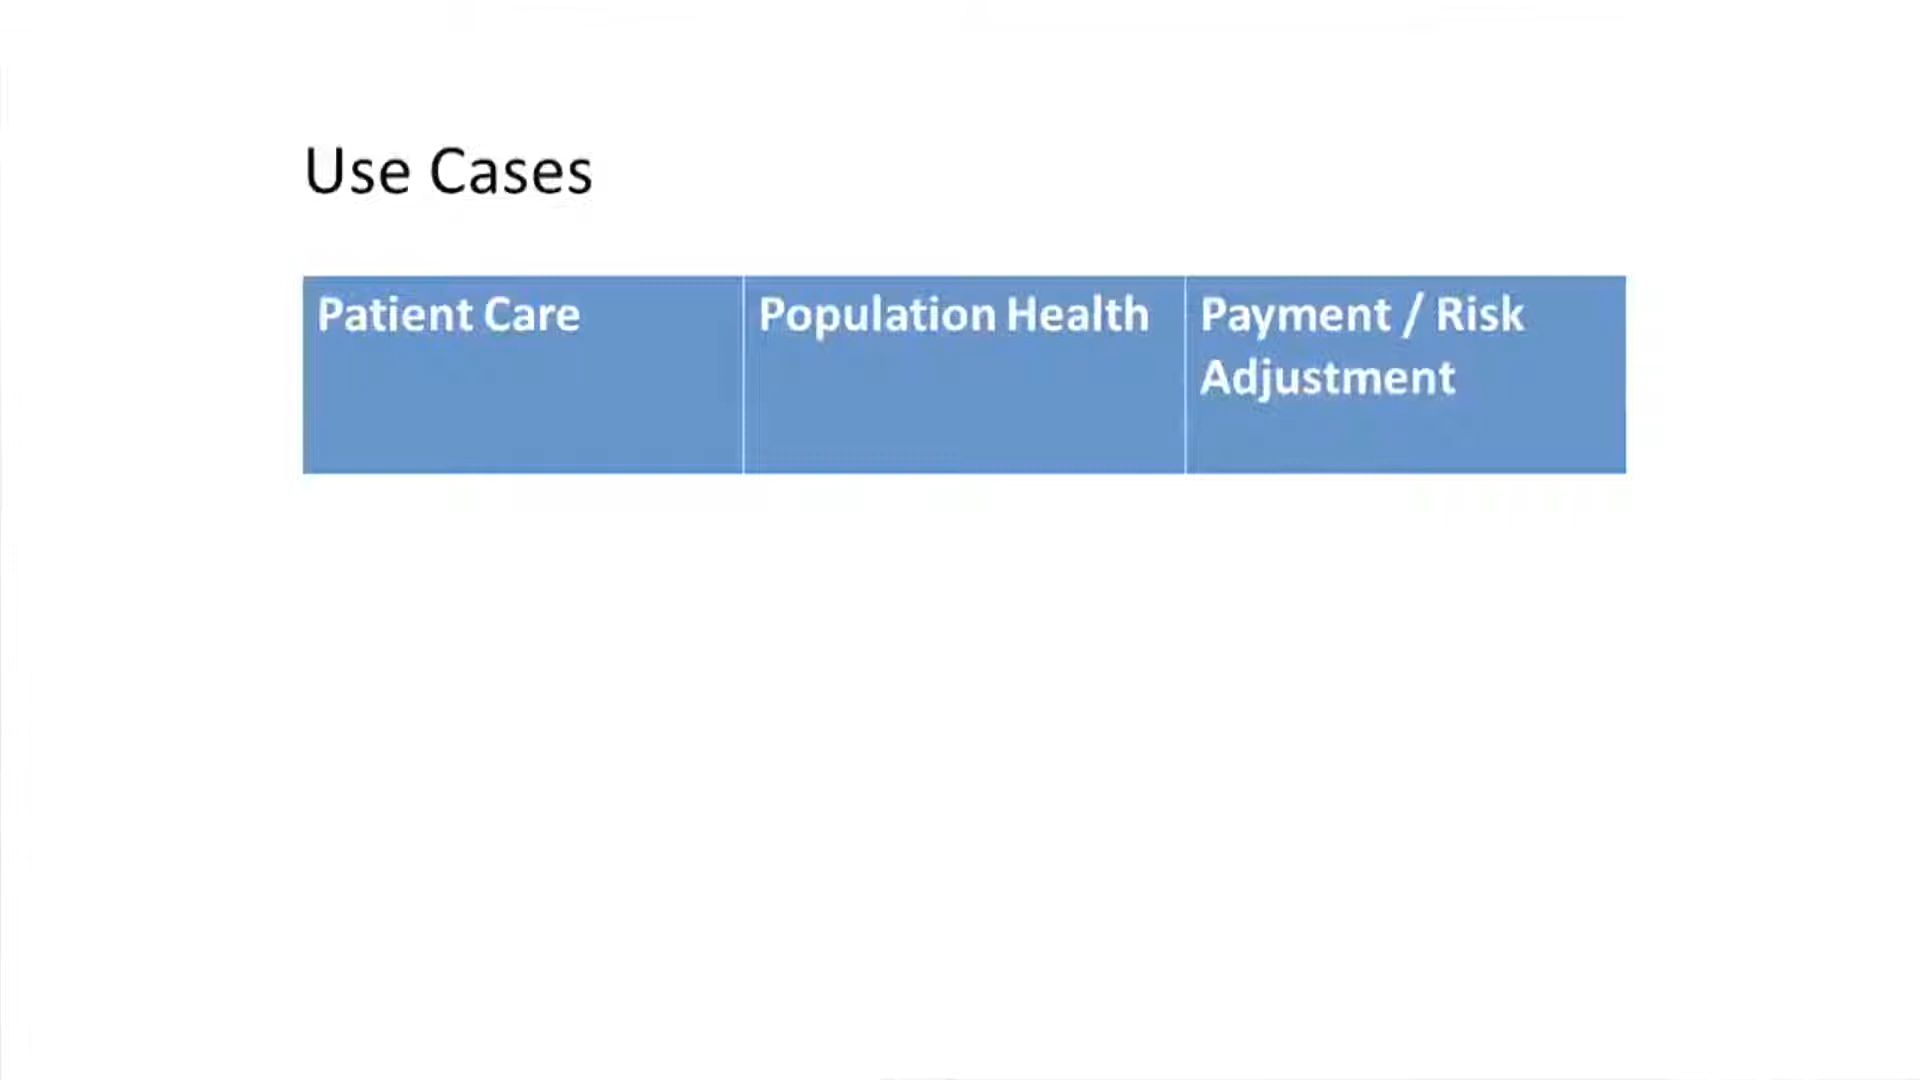 Use Cases
Patient Care
Population Health
Payment / Risk
Adjustment